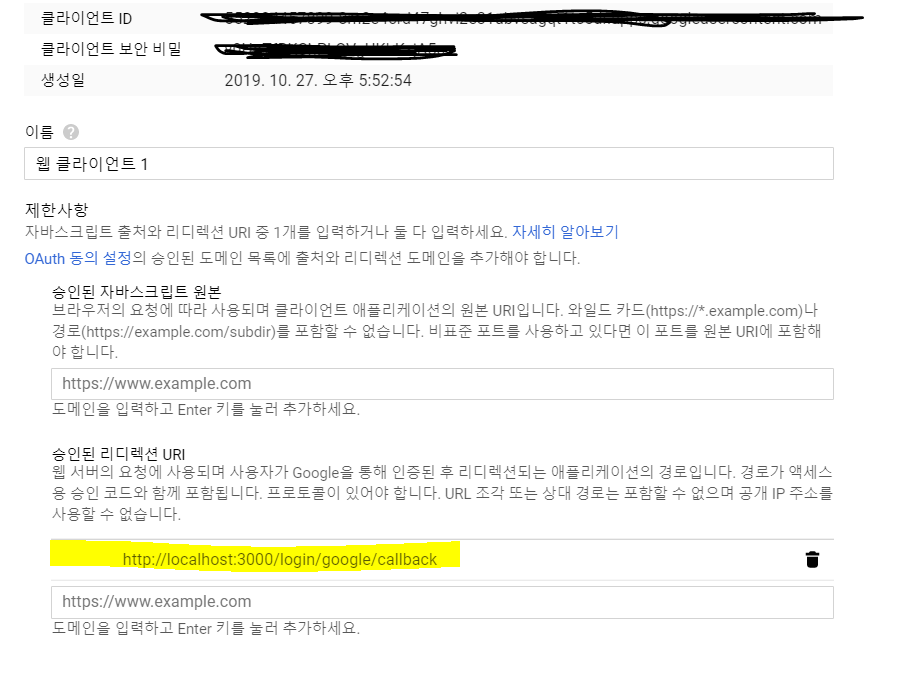 클라이언트 ID
클라이언트 보안 비밀
생성일 2019. 10. 27. 오후 5:52:54
이름 ?
웹 클라이언트 1
제한사항
자바스크립트 출처와 리디렉션 URI 중 1개를 입력하거나 둘 다 입력하세요. 자세히 알아보기
OAuth 동의 설정의 승인된 도메인 목록에 출처와 리디렉션 도메인을 추가해야 합니다.
승인된 자바스크립트 원본
브라우저의 요청에 따라 사용되며 클라이언트 애플리케이션의 원본 URI입니다. 와일드 카드(https://*.example.com)나
경로(https://example.com/subdir)를 포함할 수 없습니다. 비표준 포트를 사용하고 있다면 이 포트를 원본 URI에 포함해
야 합니다.
https://www.example.com
도메인을 입력하고 Enter 키를 눌러 추가하세요.
승인된 리디렉션 URI
웹 서버의 요청에 사용되며 사용자가 Google을 통해 인증된 후 리디렉션되는 애플리케이션의 경로입니다. 경로가 액세스
용 승인 코드와 함께 포함됩니다. 프로토콜이 있어야 합니다. URL 조각 또는 상대 경로는 포함할 수 없으며 공개 IP 주소를
사용할 수 없습니다.
http://localhost:3000/login/google/callback
https://www.example.com
도메인을 입력하고 Enter 키를 눌러 추가하세요.